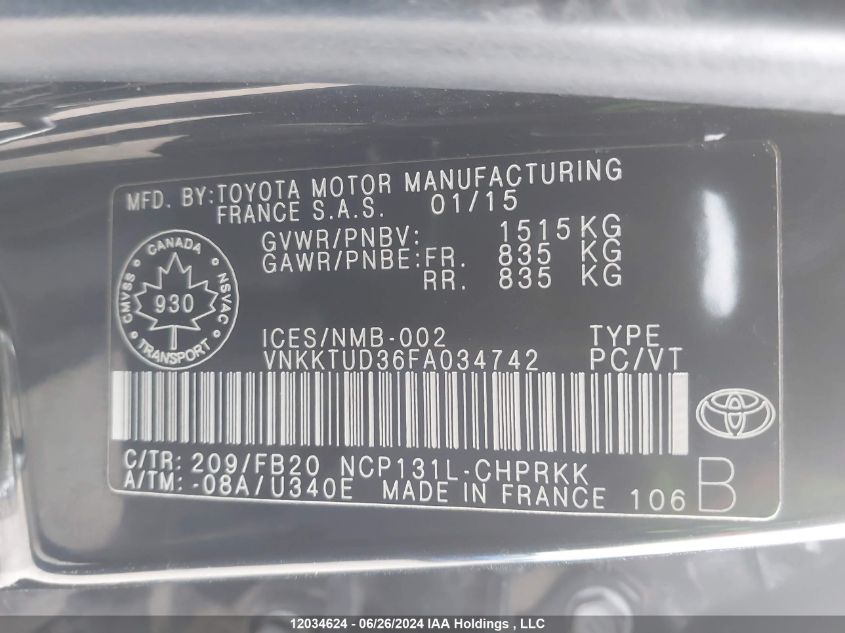 MFD. BY:TOYOTA MOTOR MANUFACTURING
FRANCE S.A.S. 01/15
GVWR/PNBV: 1515KG
GAWR/PNBE:FR. 835 KG
RR. 835 KG
CANADA
CMVSS
930
NSVAC
TRANSPORT
ICES/NMB-002 TYPE
VNKKTUD36FA034742 PC/VT
C/TR: 209/FB20 NCP131L-CHPRKK
A/TM: -08A/U340E MADE IN FRANCE 106 B
12034624 - 06/26/2024 IAA Holdings , LLC